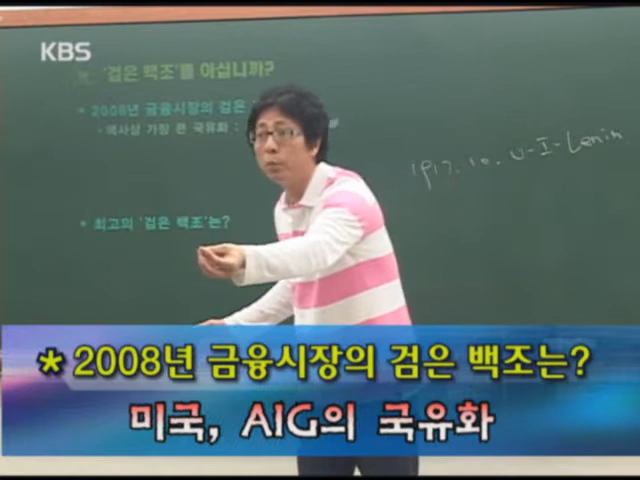 KBS
'검은 백조'를 아십니까?
* 2008년 금융시장의 검은
- 역사상 가장 큰 국유화 :
1917. 10. V-I-Lenin
* 최고의 '검은 백조'는?
* 2008년 금융시장의 검은 백조는?
미국, AIG의 국유화